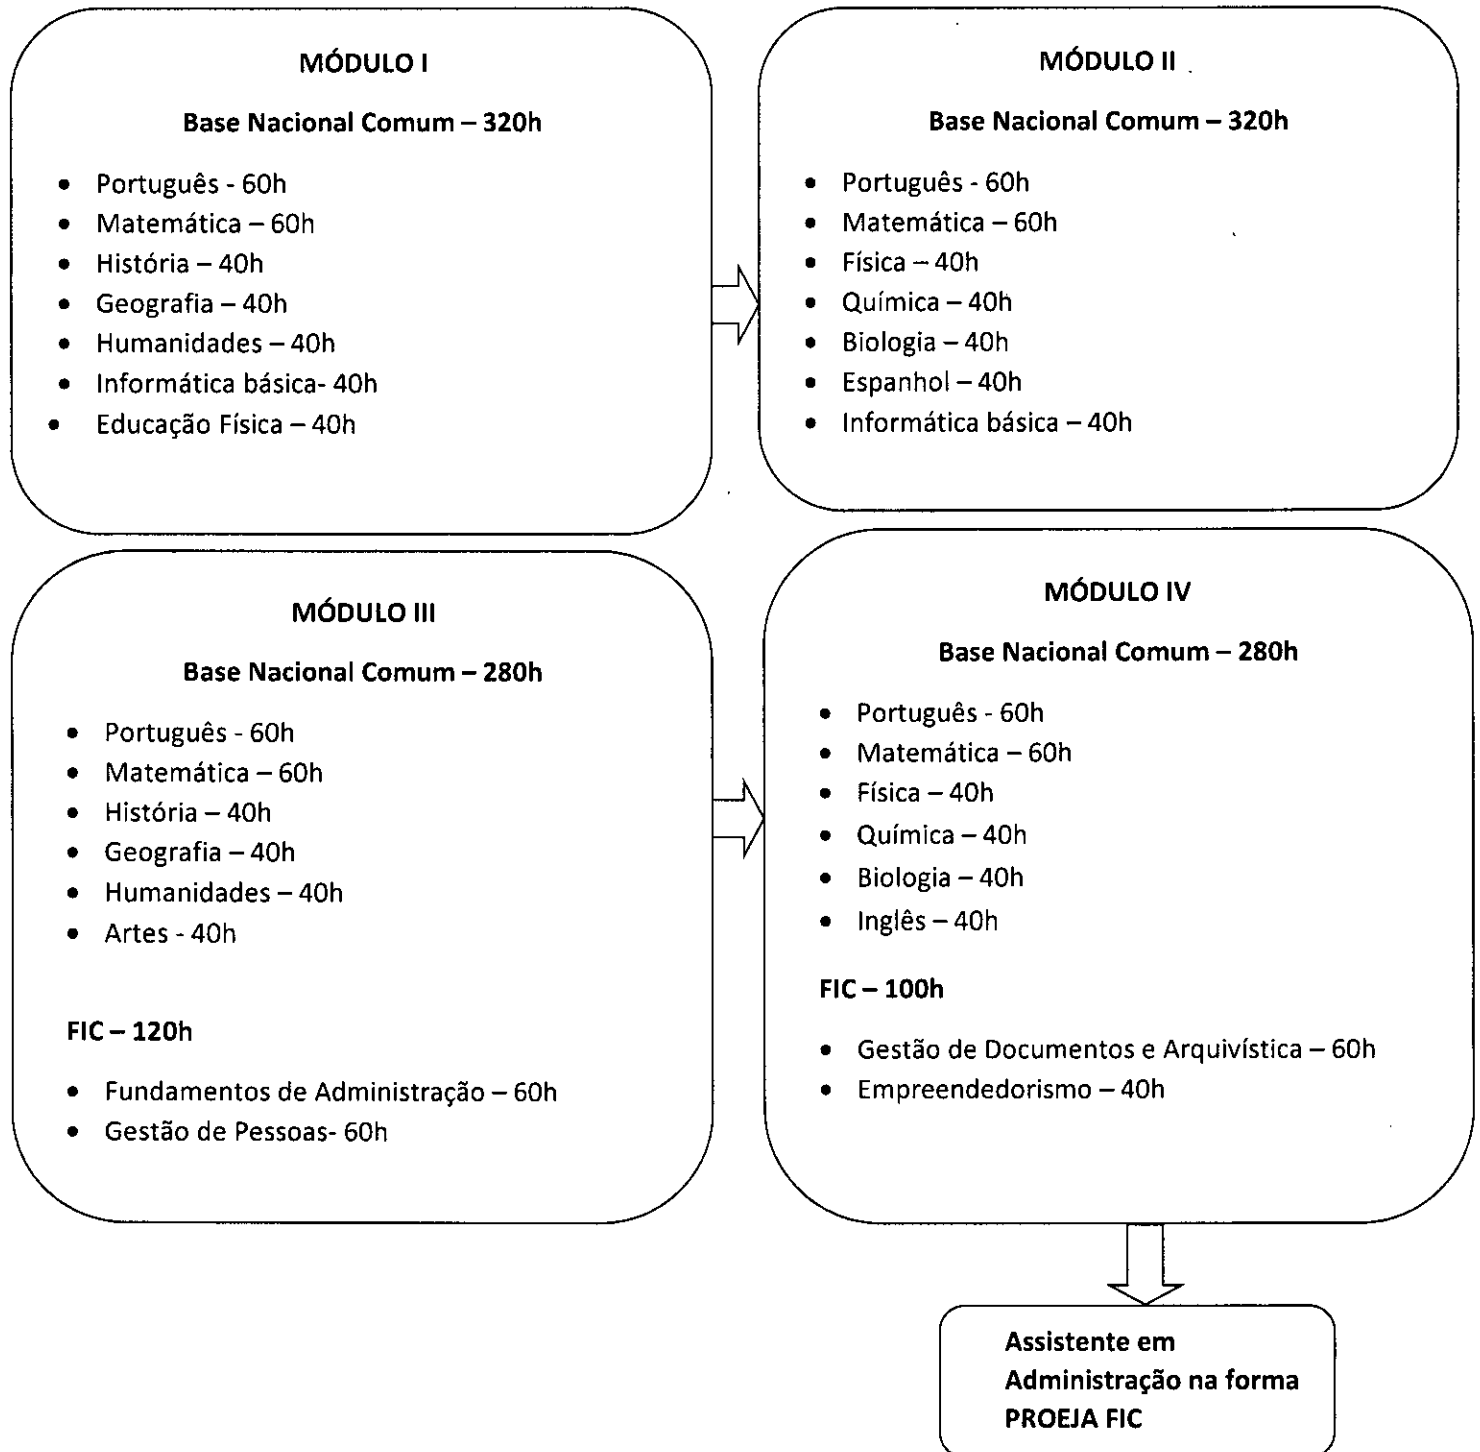 MÓDULO I
Base Nacional Comum – 320h
• Português - 60h
• Matemática – 60h
• História – 40h
• Geografia – 40h
• Humanidades – 40h
• Informática básica- 40h
• Educação Física – 40h
MÓDULO II
Base Nacional Comum – 320h
• Português - 60h
• Matemática – 60h
• Física – 40h
• Química – 40h
• Biologia – 40h
• Espanhol – 40h
• Informática básica – 40h
MÓDULO III
Base Nacional Comum – 280h
• Português - 60h
• Matemática – 60h
• História – 40h
• Geografia – 40h
• Humanidades – 40h
• Artes - 40h
FIC – 120h
• Fundamentos de Administração – 60h
• Gestão de Pessoas- 60h
MÓDULO IV
Base Nacional Comum – 280h
• Português - 60h
• Matemática – 60h
• Física – 40h
• Química – 40h
• Biologia – 40h
• Inglês – 40h
FIC – 100h
• Gestão de Documentos e Arquivística – 60h
• Empreendedorismo – 40h
Assistente em
Administração na forma
PROEJA FIC